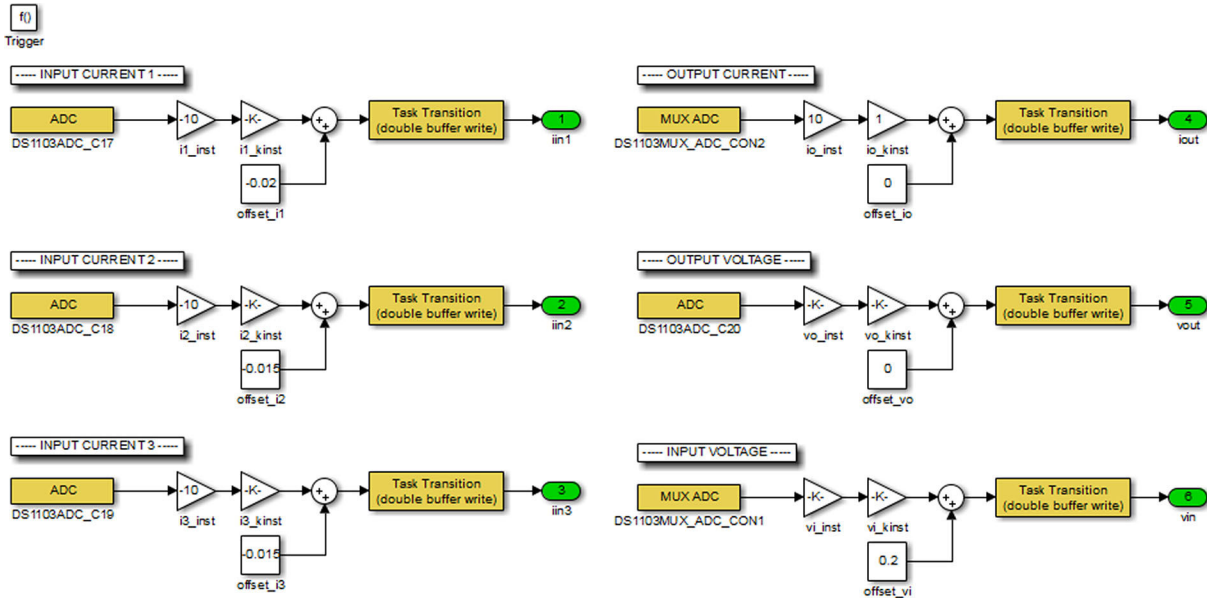 f()
Trigger
----- INPUT CURRENT 1 -----
ADC
DS1103ADC_C17
-10
i1_inst
-K-
i1_kinst
+
+
-0.02
offset_i1
Task Transition
(double buffer write)
1
iin1
----- INPUT CURRENT 2 -----
ADC
DS1103ADC_C18
-10
i2_inst
-K-
i2_kinst
+
+
-0.015
offset_i2
Task Transition
(double buffer write)
2
iin2
----- INPUT CURRENT 3 -----
ADC
DS1103ADC_C19
-10
i3_inst
-K-
i3_kinst
+
+
-0.015
offset_i3
Task Transition
(double buffer write)
3
iin3
----- OUTPUT CURRENT -----
MUX ADC
DS1103MUX_ADC_CON2
10
io_inst
1
io_kinst
+
+
0
offset_io
Task Transition
(double buffer write)
4
iout
----- OUTPUT VOLTAGE -----
ADC
DS1103ADC_C20
-K-
vo_inst
-K-
vo_kinst
+
+
0
offset_vo
Task Transition
(double buffer write)
5
vout
----- INPUT VOLTAGE -----
MUX ADC
DS1103MUX_ADC_CON1
-K-
vi_inst
-K-
vi_kinst
+
+
0.2
offset_vi
Task Transition
(double buffer write)
6
vin